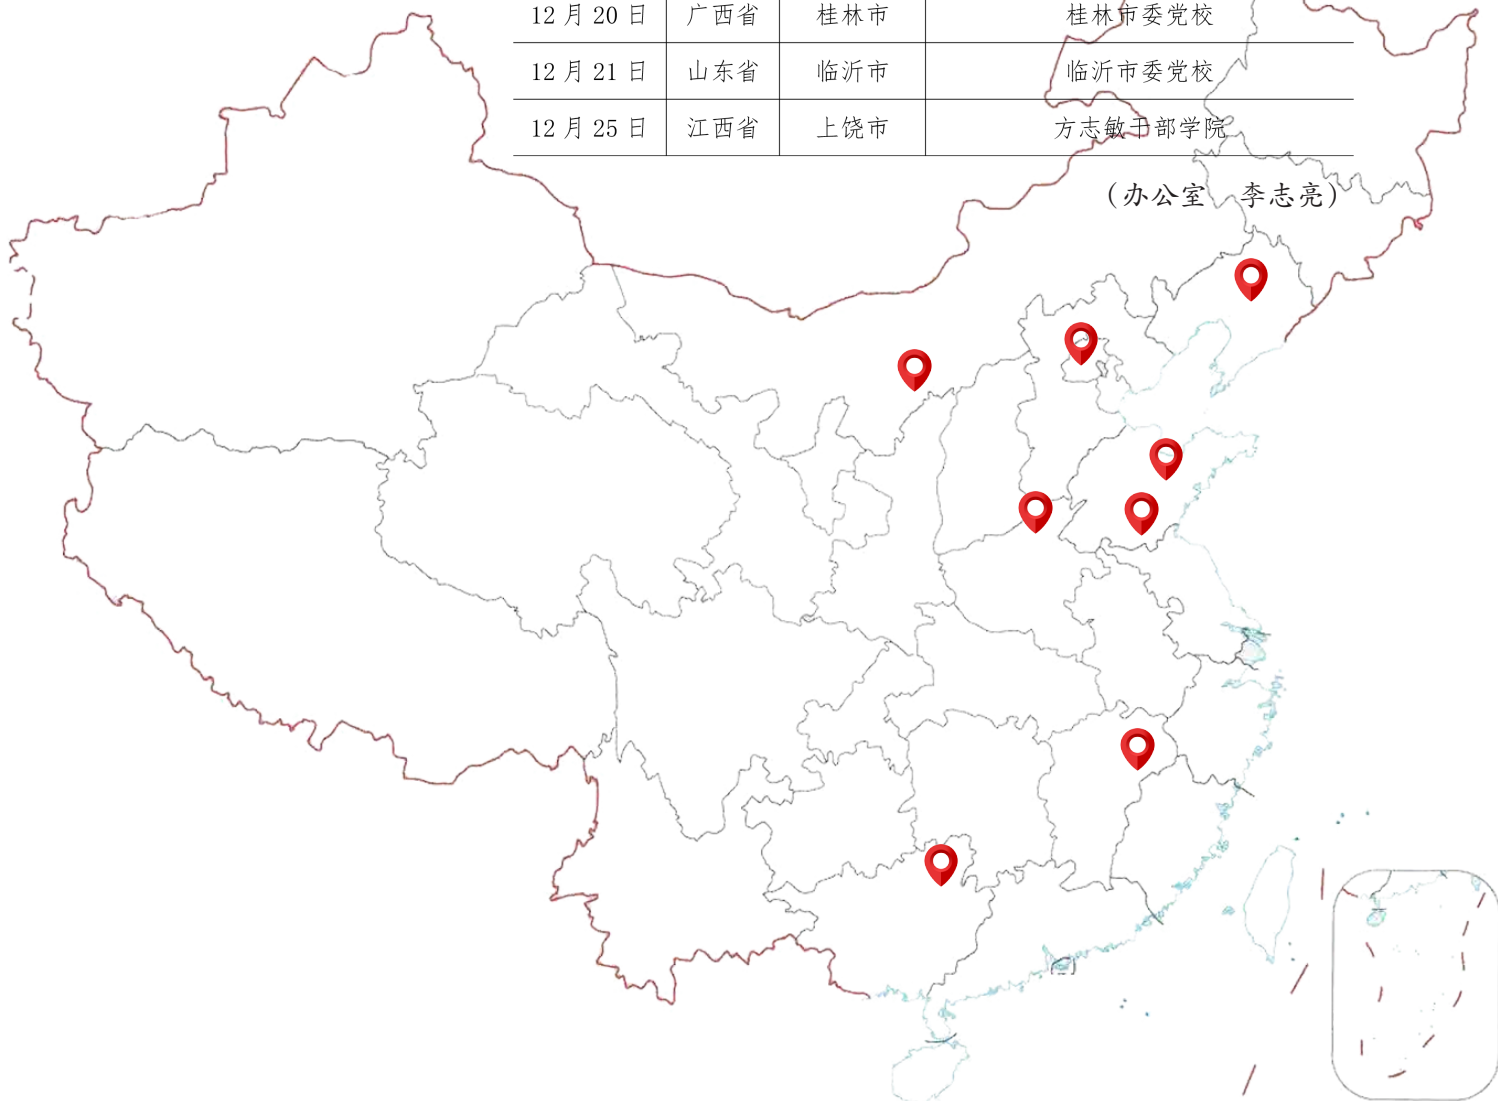 12 月 20 日 广西省 桂林市 桂林市委党校
12 月 21 日 山东省 临沂市 临沂市委党校
12 月 25 日 江西省 上饶市 方志敏干部学院
（办公室 李志亮）